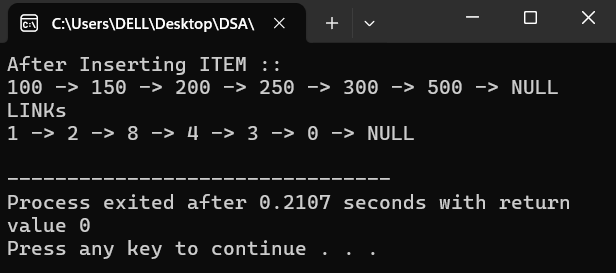 C:\Users\DELL\Desktop\DSA\
After Inserting ITEM ::
100 -> 150 -> 200 -> 250 -> 300 -> 500 -> NULL
LINKs
1 -> 2 -> 8 -> 4 -> 3 -> 0 -> NULL
--------------------------------
Process exited after 0.2107 seconds with return
value 0
Press any key to continue . . .